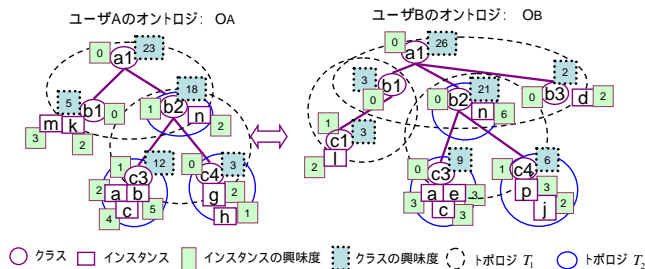 ユーザAのオントロジ: OA
ユーザBのオントロジ: OB
0 a1 23
5 b1 0
m k
3 2
18
1 b2 n 2
12
1 c3
2 a b
4 c 5
3
0 c4
2 g
h 1
0 a1 26
3 b1
0
1 c1 3
2 l
21
b2
0 n 6
2
b3
0 d 2
9
0 c3
2 a e 3
3 c 3
6
1 c4
p 3
j 2
クラス インスタンス インスタンスの興味度 クラスの興味度 トポロジ T1 トポロジ T2